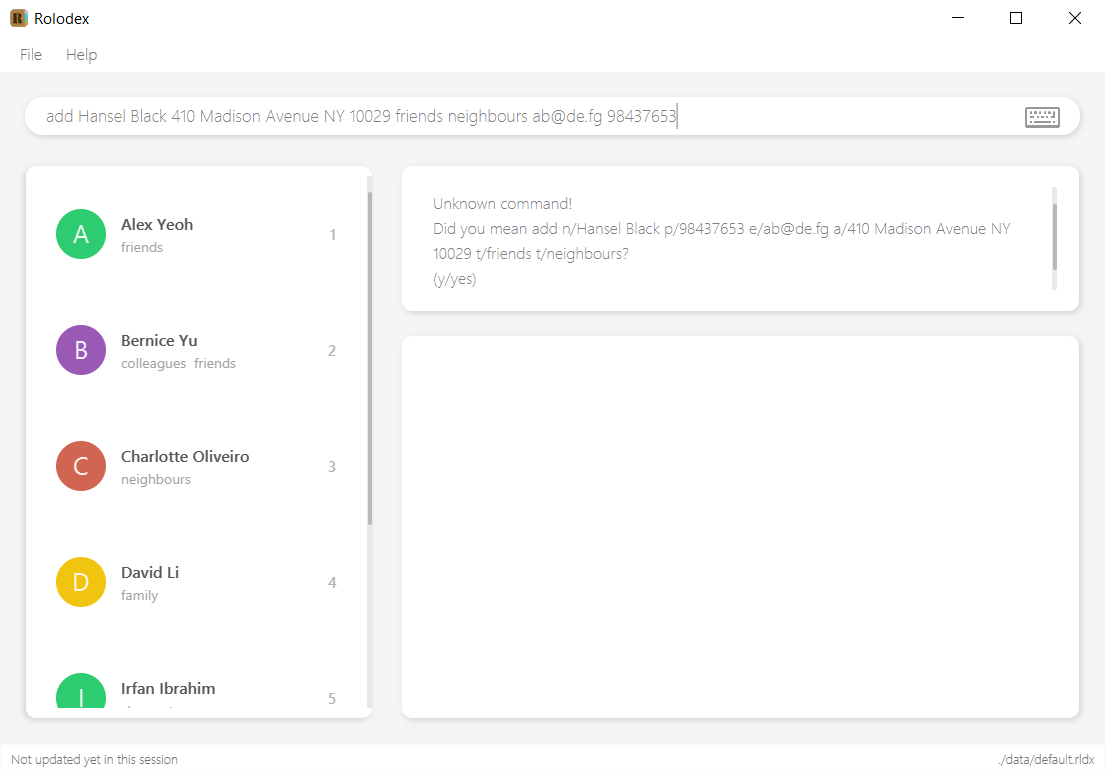 R Rolodex
File Help
add Hansel Black 410 Madison Avenue NY 10029 friends neighbours ab@de.fg 98437653
A Alex Yeoh 1
friends
B Bernice Yu 2
colleagues friends
C Charlotte Oliveiro 3
neighbours
D David Li 4
family
I Irfan Ibrahim 5
Unknown command!
Did you mean add n/Hansel Black p/98437653 e/ab@de.fg a/410 Madison Avenue NY
10029 t/friends t/neighbours?
(y/yes)
Not updated yet in this session ./data/default.rldx